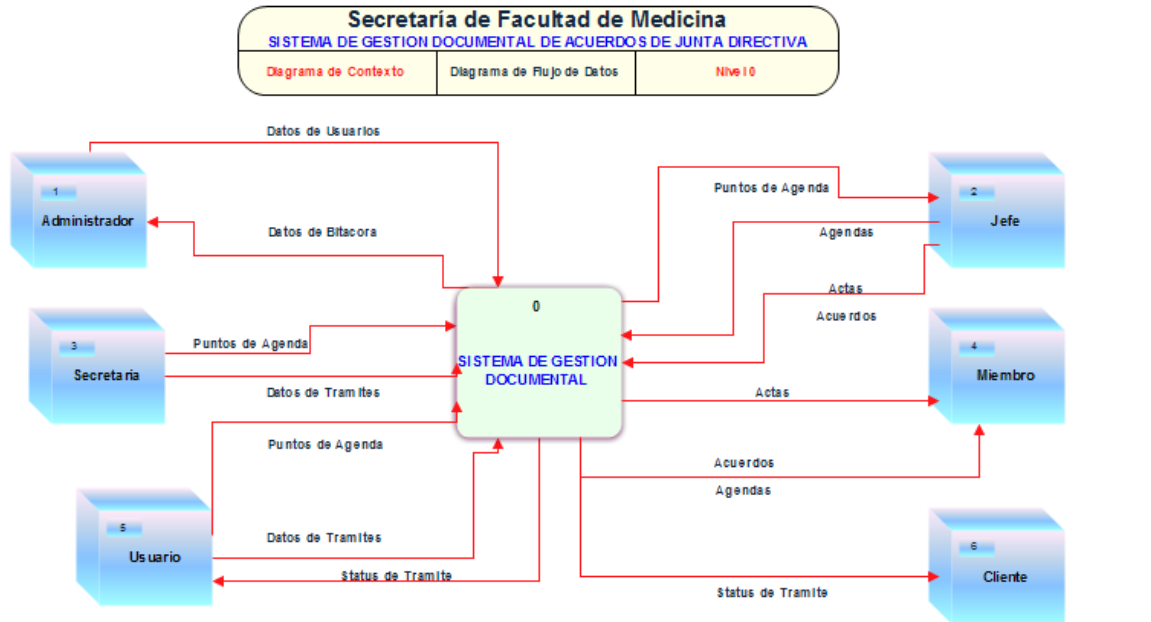 Secretaría de Facultad de Medicina
SISTEMA DE GESTION DOCUMENTAL DE ACUERDOS DE JUNTA DIRECTIVA
Diagrama de Contexto
Diagrama de Flujo de Datos
Nivel 0
Datos de Usuarios
1
Administrador
Datos de Bitacora
Puntos de Agenda
2
Jefe
Agendas
Actas
Acuerdos
0
SISTEMA DE GESTION
DOCUMENTAL
3
Secretaria
Puntos de Agenda
Datos de Tramites
4
Miembro
Actas
Puntos de Agenda
Acuerdos
Agendas
5
Usuario
Datos de Tramites
Status de Tramite
6
Cliente
Status de Tramite